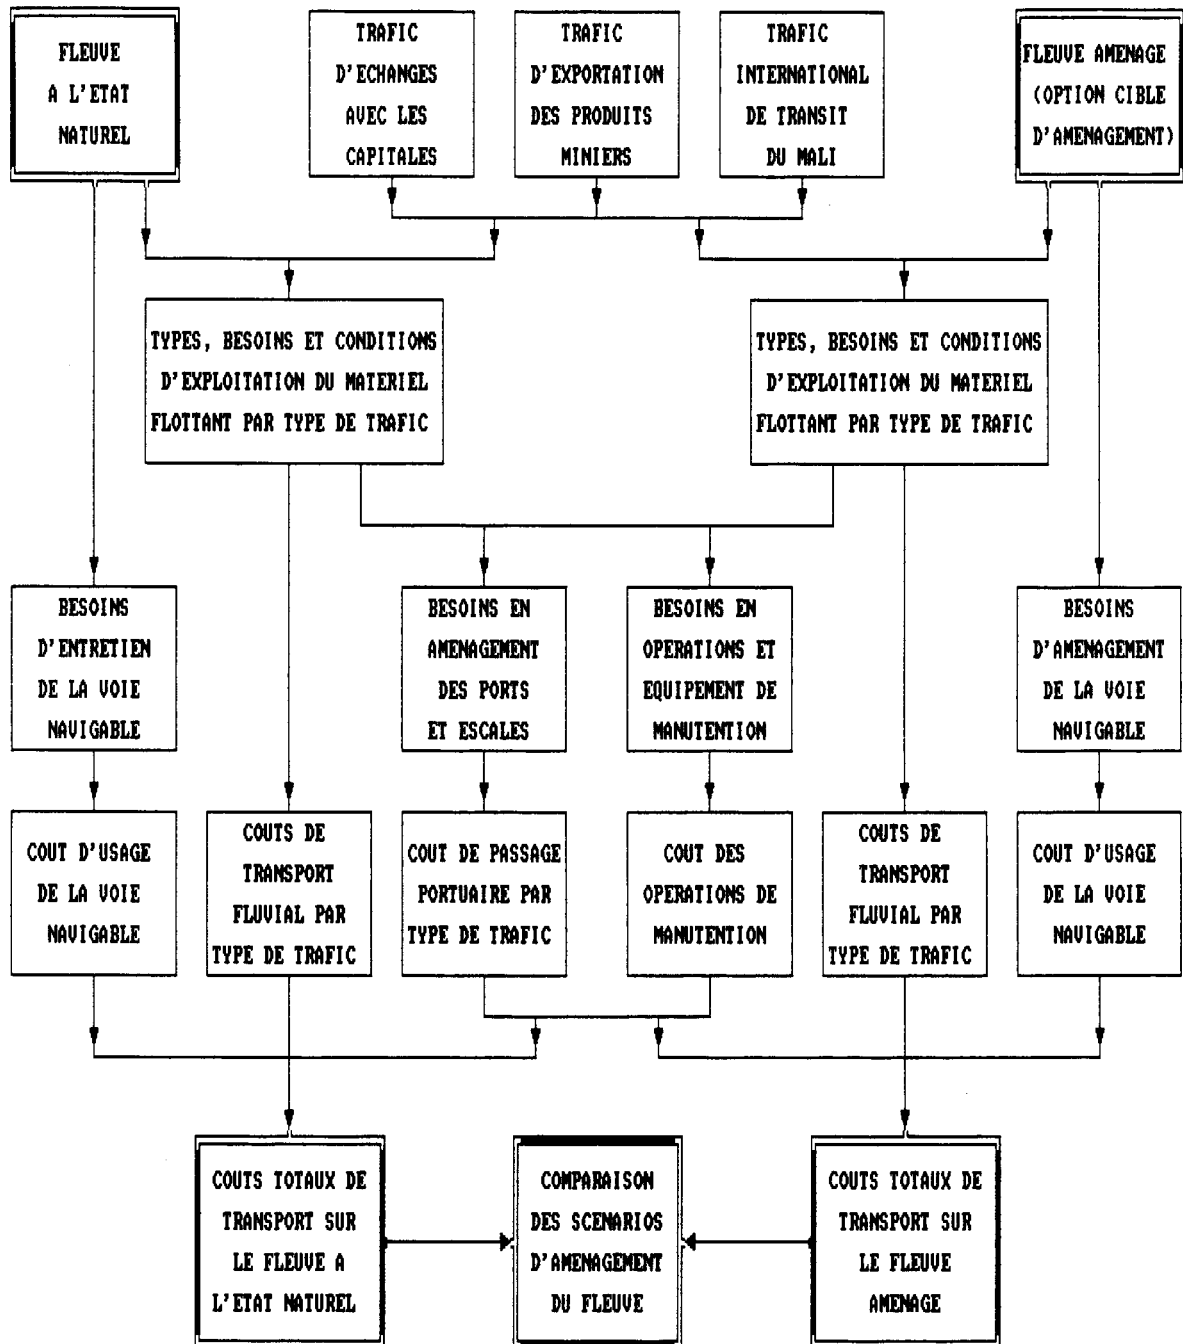 FLEUVE
A L'ETAT
NATUREL
TRAFIC
D'ECHANGES
AVEC LES
CAPITALES
TRAFIC
D'EXPORTATION
DES PRODUITS
MINIERS
TRAFIC
INTERNATIONAL
DE TRANSIT
DU MALI
FLEUVE AMENAGE
(OPTION CIBLE
D'AMENAGEMENT)
TYPES, BESOINS ET CONDITIONS
D'EXPLOITATION DU MATERIEL
FLOTTANT PAR TYPE DE TRAFIC
TYPES, BESOINS ET CONDITIONS
D'EXPLOITATION DU MATERIEL
FLOTTANT PAR TYPE DE TRAFIC
BESOINS
D'ENTRETIEN
DE LA VOIE
NAVIGABLE
BESOINS EN
AMENAGEMENT
DES PORTS
ET ESCALES
BESOINS EN
OPERATIONS ET
EQUIPEMENT DE
MANUTENTION
BESOINS
D'AMENAGEMENT
DE LA VOIE
NAVIGABLE
COUT D'USAGE
DE LA VOIE
NAVIGABLE
COUTS DE
TRANSPORT
FLUVIAL PAR
TYPE DE TRAFIC
COUT DE PASSAGE
PORTUAIRE PAR
TYPE DE TRAFIC
COUT DES
OPERATIONS DE
MANUTENTION
COUTS DE
TRANSPORT
FLUVIAL PAR
TYPE DE TRAFIC
COUT D'USAGE
DE LA VOIE
NAVIGABLE
COUTS TOTAUX DE
TRANSPORT SUR
LE FLEUVE A
L'ETAT NATUREL
COMPARAISON
DES SCENARIOS
D'AMENAGEMENT
DU FLEUVE
COUTS TOTAUX DE
TRANSPORT SUR
LE FLEUVE
AMENAGE